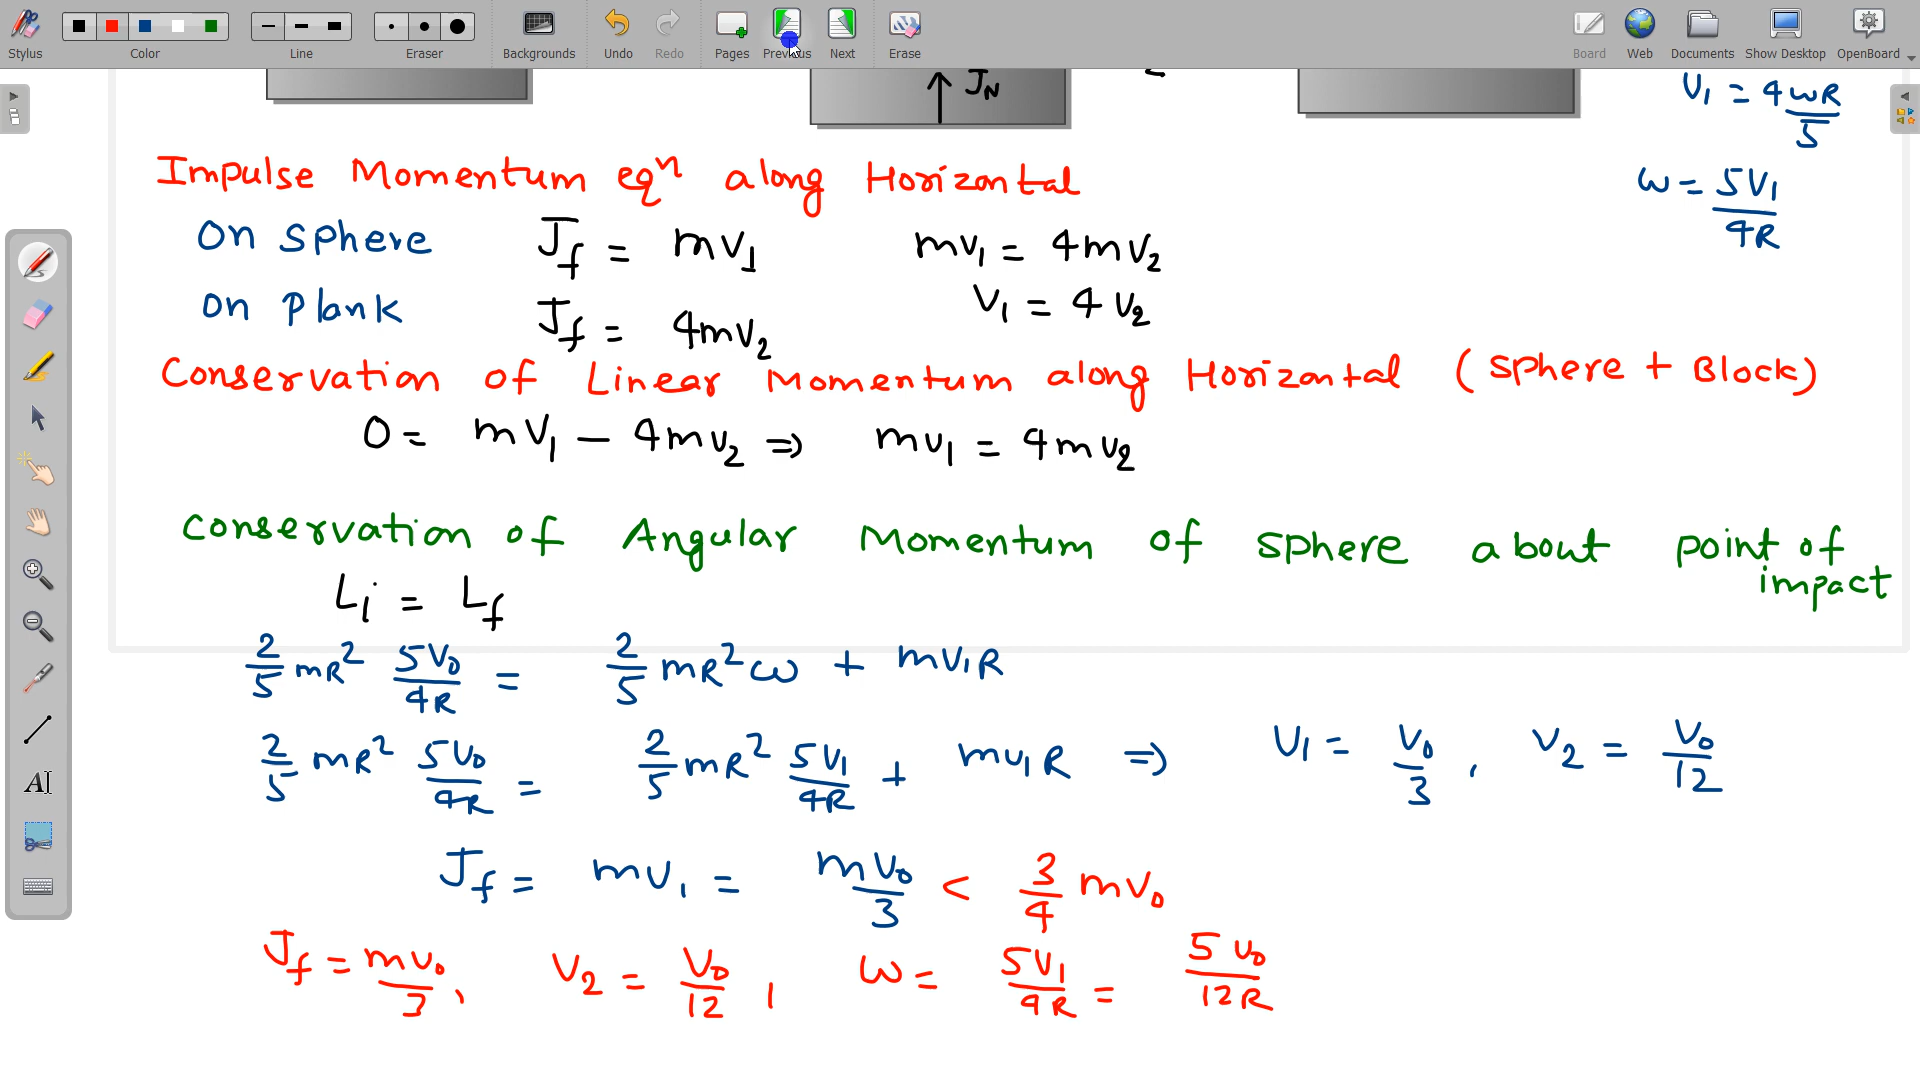 Stylus Color Line Eraser Backgrounds Undo Redo Pages Previous Next Erase Board Web Documents Show Desktop OpenBoard
J_N
V₁ = 4ωR/5
Impulse Momentum eqⁿ along Horizontal
ω = 5V₁/4R
On sphere J_f = mV₁ mv₁ = 4mV₂
On Plank J_f = 4mV₂ V₁ = 4V₂
Conservation of Linear Momentum along Horizontal (Sphere + Block)
0 = mV₁ − 4mV₂ ⇒ mv₁ = 4mv₂
Conservation of Angular Momentum of sphere about point of impact
L_i = L_f
2/5 mR² 5V₀/4R = 2/5 mR²ω + mV₁R
2/5 mR² 5V₀/4R = 2/5 mR² 5V₁/4R + mv₁R ⇒ V₁ = V₀/3, V₂ = V₀/12
J_f = mv₁ = mV₀/3 < 3/4 mV₀
J_f = mV₀/3, V₂ = V₀/12, ω = 5V₁/4R = 5V₀/12R